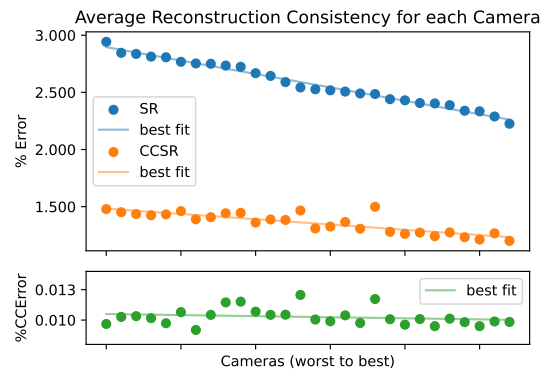 Average Reconstruction Consistency for each Camera
3.000
2.500
2.000
1.500
% Error
SR
best fit
CCSR
best fit
0.013
0.010
%CCError
best fit
Cameras (worst to best)